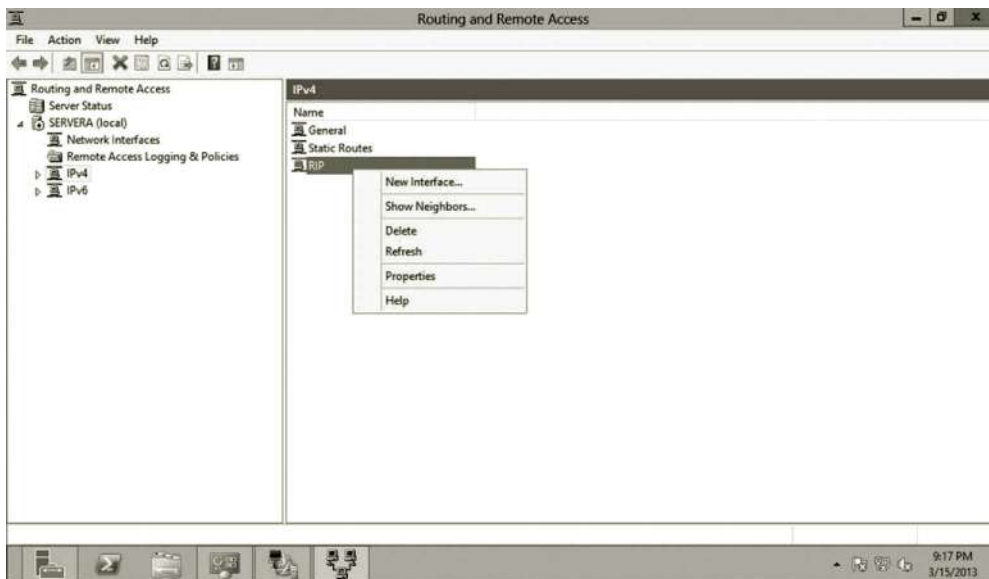 Routing and Remote Access
File Action View Help
Routing and Remote Access
Server Status
SERVERA (local)
Network Interfaces
Remote Access Logging & Policies
IPv4
IPv6
IPv4
Name
General
Static Routes
RIP
New Interface...
Show Neighbors...
Delete
Refresh
Properties
Help
9:17 PM
3/15/2013